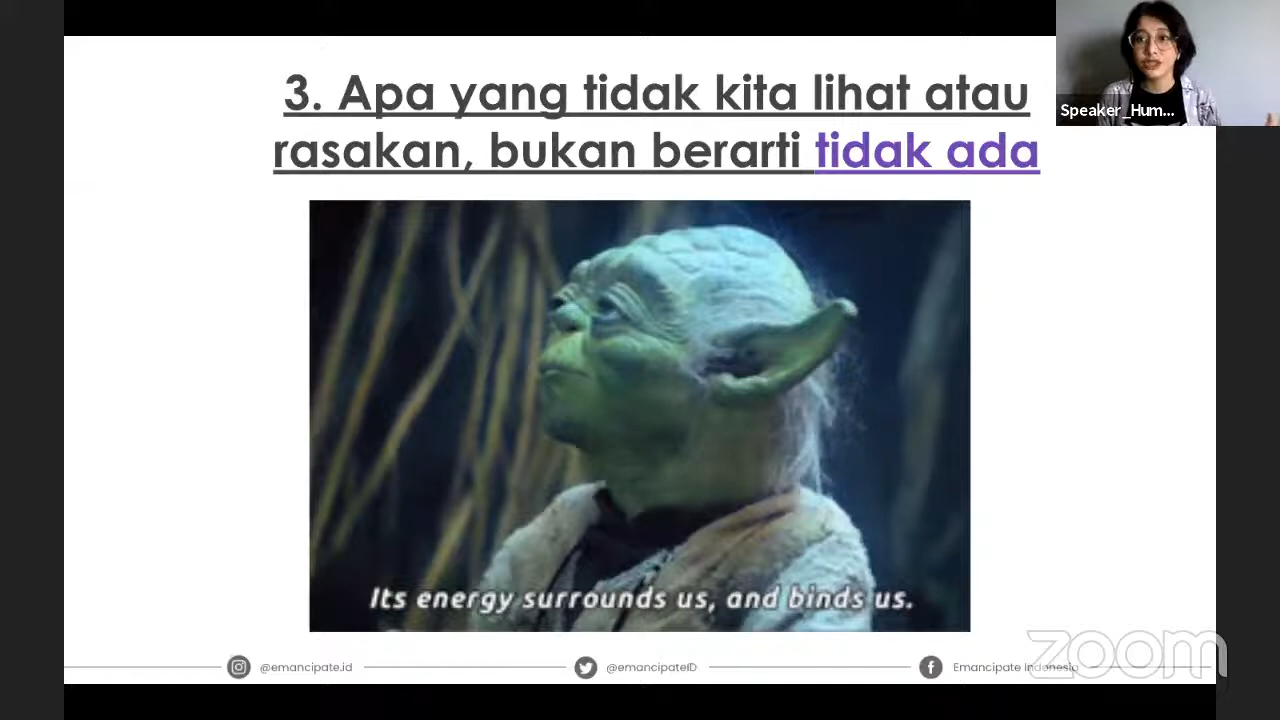 3. Apa yang tidak kita lihat atau
rasakan, bukan berarti tidak ada
Speaker_Hum...
Its energy surrounds us, and binds us.
@emancipate.id
@emancipateID
Emancipate Indonesia
zoom